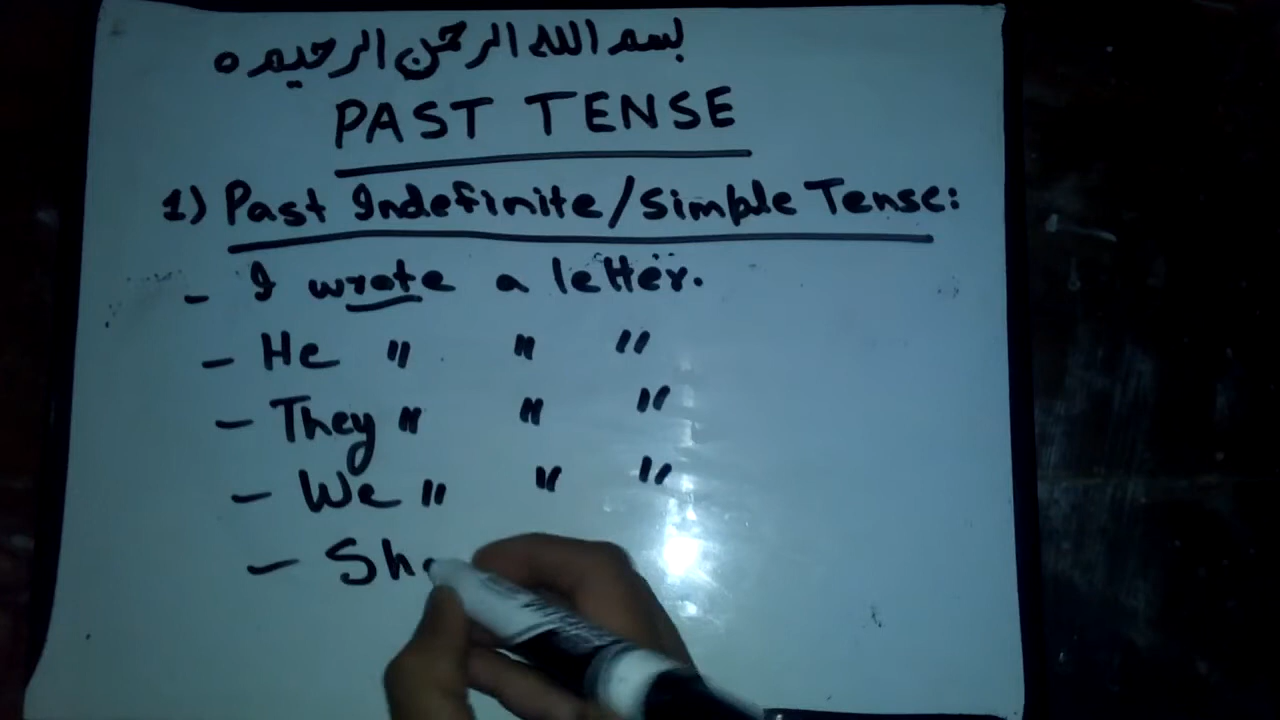 بسم الله الرحمن الرحيم ه
PAST TENSE
1) Past Indefinite/Simple Tense:
- I wrote a letter.
- He " " "
- They " " "
- We " " "
- Sh